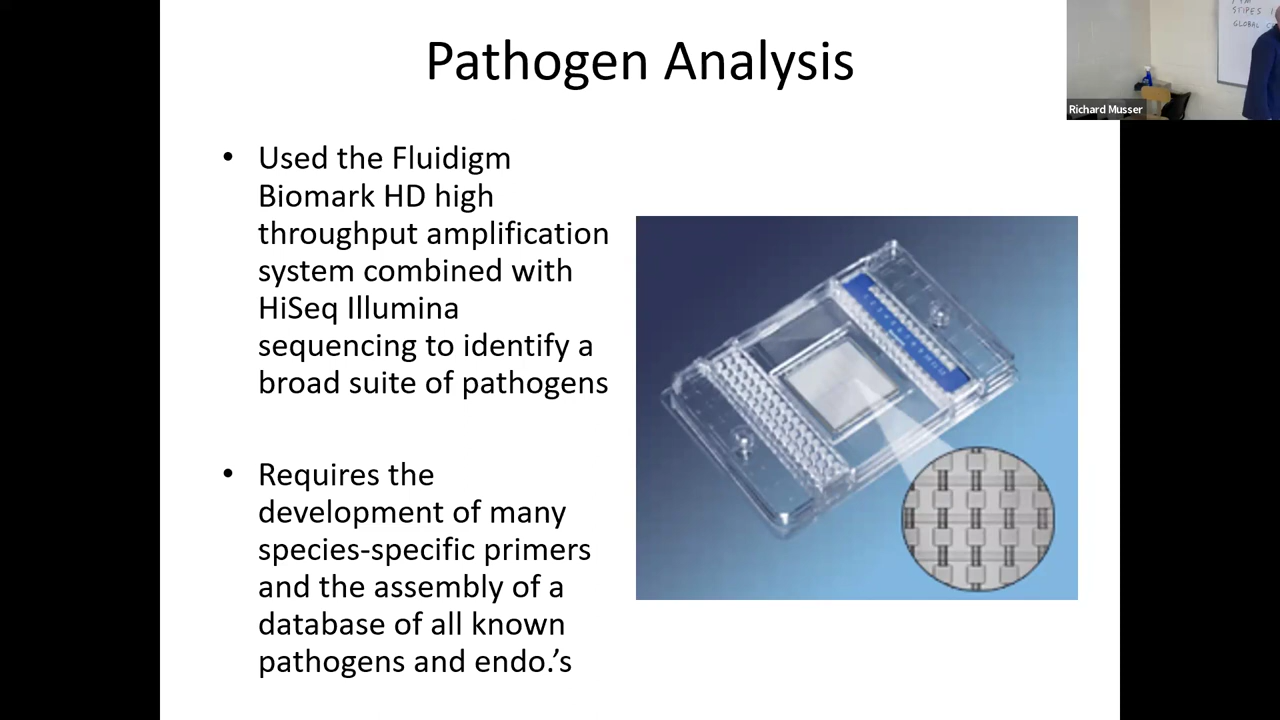 Pathogen Analysis
• Used the Fluidigm
Biomark HD high
throughput amplification
system combined with
HiSeq Illumina
sequencing to identify a
broad suite of pathogens
• Requires the
development of many
species-specific primers
and the assembly of a
database of all known
pathogens and endo.’s
STIPES
GLOBAL
Richard Musser